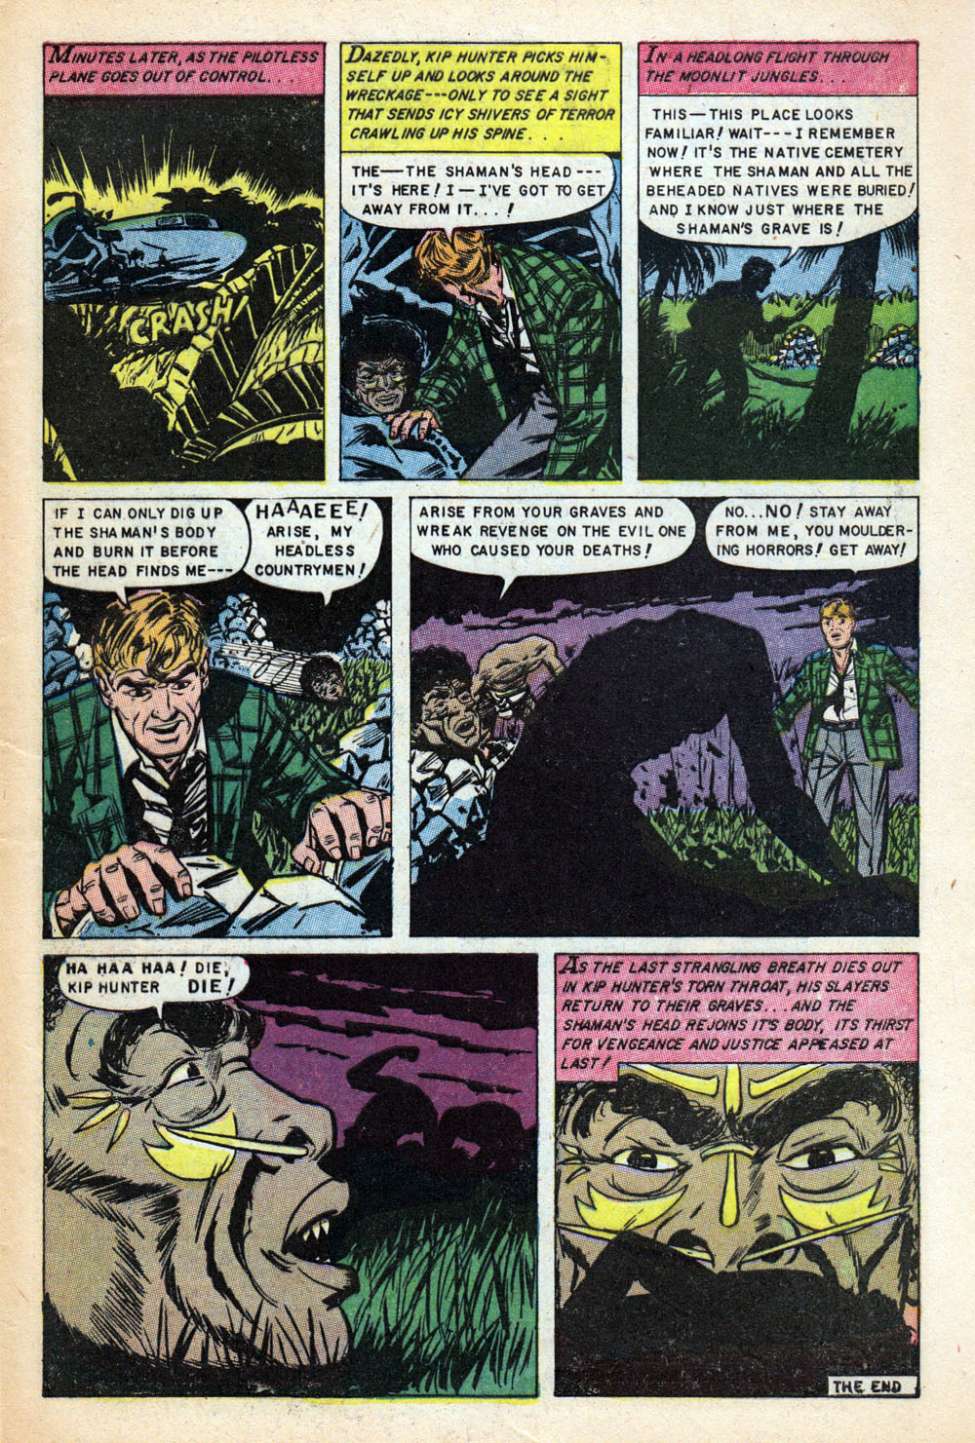 MINUTES LATER, AS THE PILOTLESS
PLANE GOES OUT OF CONTROL...
CRASH
DAZEDLY, KIP HUNTER PICKS HIM-
SELF UP AND LOOKS AROUND THE
WRECKAGE---ONLY TO SEE A SIGHT
THAT SENDS ICY SHIVERS OF TERROR
CRAWLING UP HIS SPINE...
THE--THE SHAMAN'S HEAD---
IT'S HERE! I--I'VE GOT TO GET
AWAY FROM IT...!
IN A HEADLONG FLIGHT THROUGH
THE MOONLIT JUNGLES...
THIS--THIS PLACE LOOKS
FAMILIAR! WAIT---I REMEMBER
NOW! IT'S THE NATIVE CEMETERY
WHERE THE SHAMAN AND ALL THE
BEHEADED NATIVES WERE BURIED!
AND I KNOW JUST WHERE THE
SHAMAN'S GRAVE IS!
IF I CAN ONLY DIG UP
THE SHAMAN'S BODY
AND BURN IT BEFORE
THE HEAD FINDS ME---
HAAAEEE!
ARISE, MY
HEADLESS
COUNTRYMEN!
ARISE FROM YOUR GRAVES AND
WREAK REVENGE ON THE EVIL ONE
WHO CAUSED YOUR DEATHS!
NO...NO! STAY AWAY
FROM ME, YOU MOULDER-
ING HORRORS! GET AWAY!
HA HAA HAA! DIE,
KIP HUNTER DIE!
AS THE LAST STRANGLING BREATH DIES OUT
IN KIP HUNTER'S TORN THROAT, HIS SLAYERS
RETURN TO THEIR GRAVES...AND THE
SHAMAN'S HEAD REJOINS IT'S BODY, ITS THIRST
FOR VENGEANCE AND JUSTICE APPEASED AT
LAST!
THE END